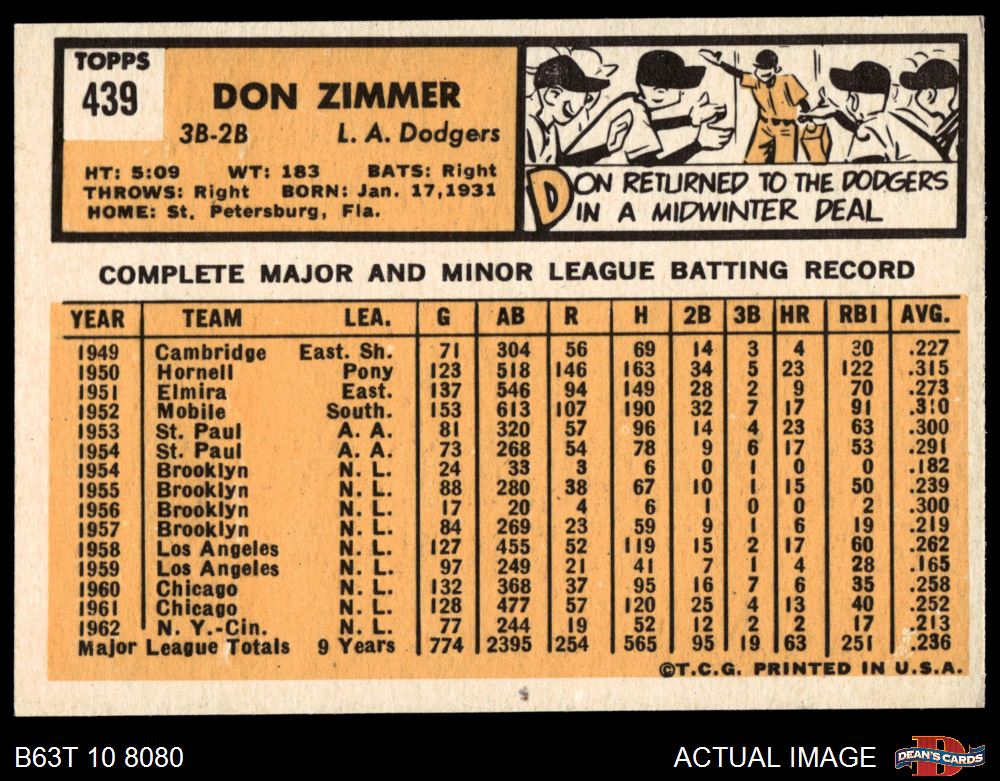 TOPPS
439
DON ZIMMER
3B-2B L. A. Dodgers
HT: 5:09 WT: 183 BATS: Right
THROWS: Right BORN: Jan. 17, 1931
HOME: St. Petersburg, Fla.
DON RETURNED TO THE DODGERS
IN A MIDWINTER DEAL
COMPLETE MAJOR AND MINOR LEAGUE BATTING RECORD
YEAR TEAM LEA. G AB R H 2B 3B HR RBI AVG.
1949 Cambridge East. Sh. 71 304 56 69 14 3 4 30 .227
1950 Hornell Pony 123 518 146 163 34 5 23 122 .315
1951 Elmira East. 137 546 94 149 28 2 9 70 .273
1952 Mobile South. 153 613 107 190 32 7 17 91 .310
1953 St. Paul A. A. 81 320 57 96 14 4 23 63 .300
1954 St. Paul A. A. 73 268 54 78 9 6 17 53 .291
1954 Brooklyn N. L. 24 33 3 6 0 1 0 0 .182
1955 Brooklyn N. L. 88 280 38 67 10 1 15 50 .239
1956 Brooklyn N. L. 17 20 4 6 1 0 0 2 .300
1957 Brooklyn N. L. 84 269 23 59 9 1 6 19 .219
1958 Los Angeles N. L. 127 455 52 119 15 2 17 60 .262
1959 Los Angeles N. L. 97 249 21 41 7 1 4 28 .165
1960 Chicago N. L. 132 368 37 95 16 7 6 35 .258
1961 Chicago N. L. 128 477 57 120 25 4 13 40 .252
1962 N. Y.-Cin. N. L. 77 244 19 52 12 2 2 17 .213
Major League Totals 9 Years 774 2395 254 565 95 19 63 251 .236
©T.C.G. PRINTED IN U.S.A.
B63T 10 8080 ACTUAL IMAGE DEAN'S CARDS